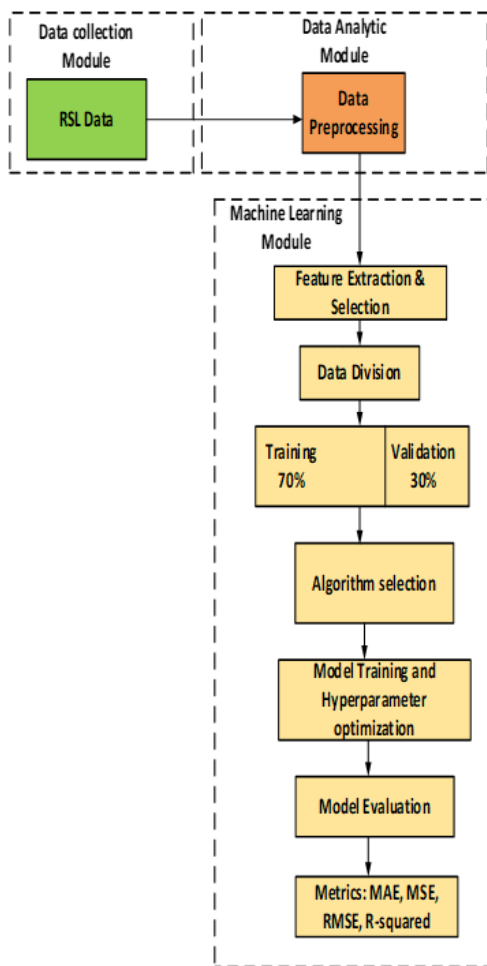 Data collection
Module
RSL Data
Data Analytic
Module
Data
Preprocessing
Machine Learning
Module
Feature Extraction &
Selection
Data Division
Training
70%
Validation
30%
Algorithm selection
Model Training and
Hyperparameter
optimization
Model Evaluation
Metrics: MAE, MSE,
RMSE, R-squared